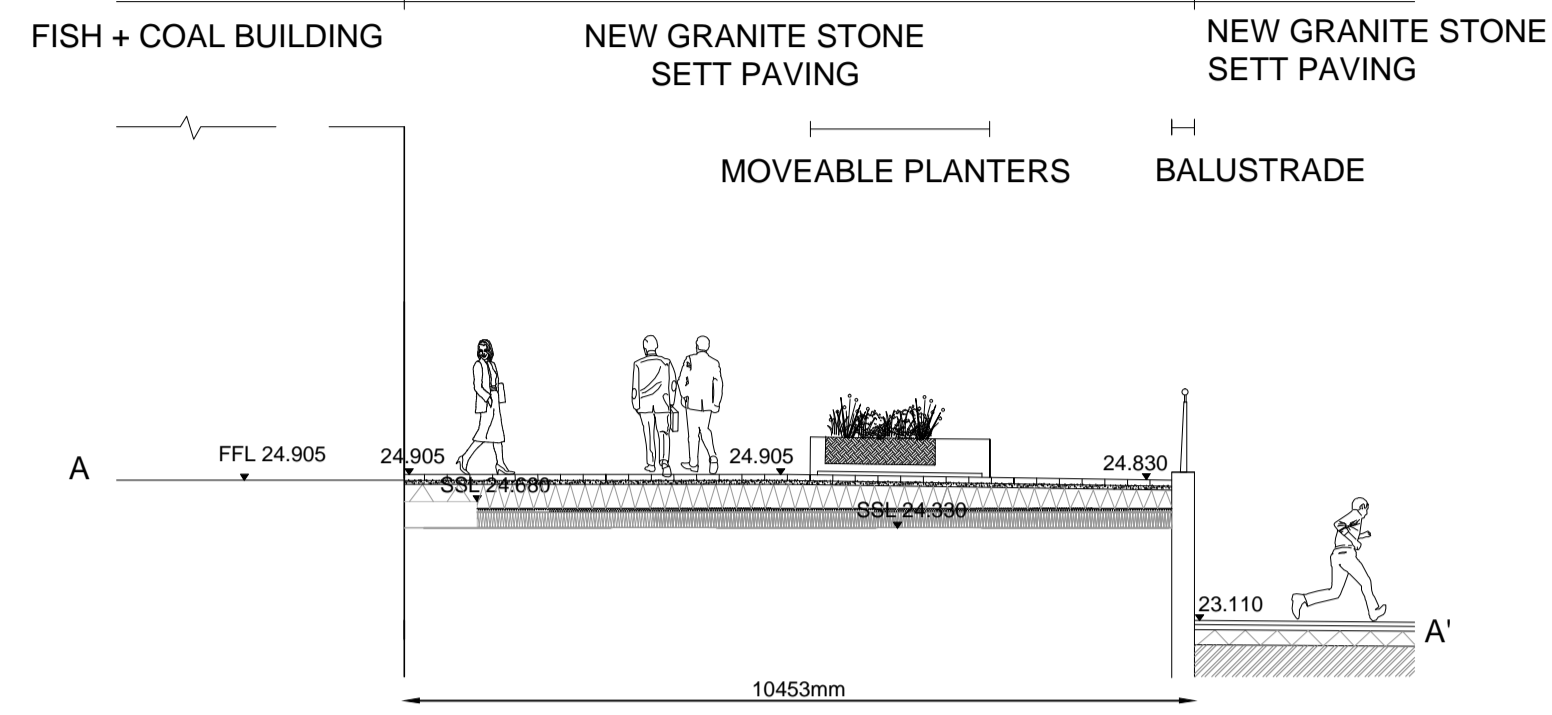 FISH + COAL BUILDING
NEW GRANITE STONE
SETT PAVING
NEW GRANITE STONE
SETT PAVING
MOVEABLE PLANTERS
BALUSTRADE
A
FFL 24.905
24.905
24.905
24.830
SSL 24.680
SSL 24.330
23.110
A'
10453mm